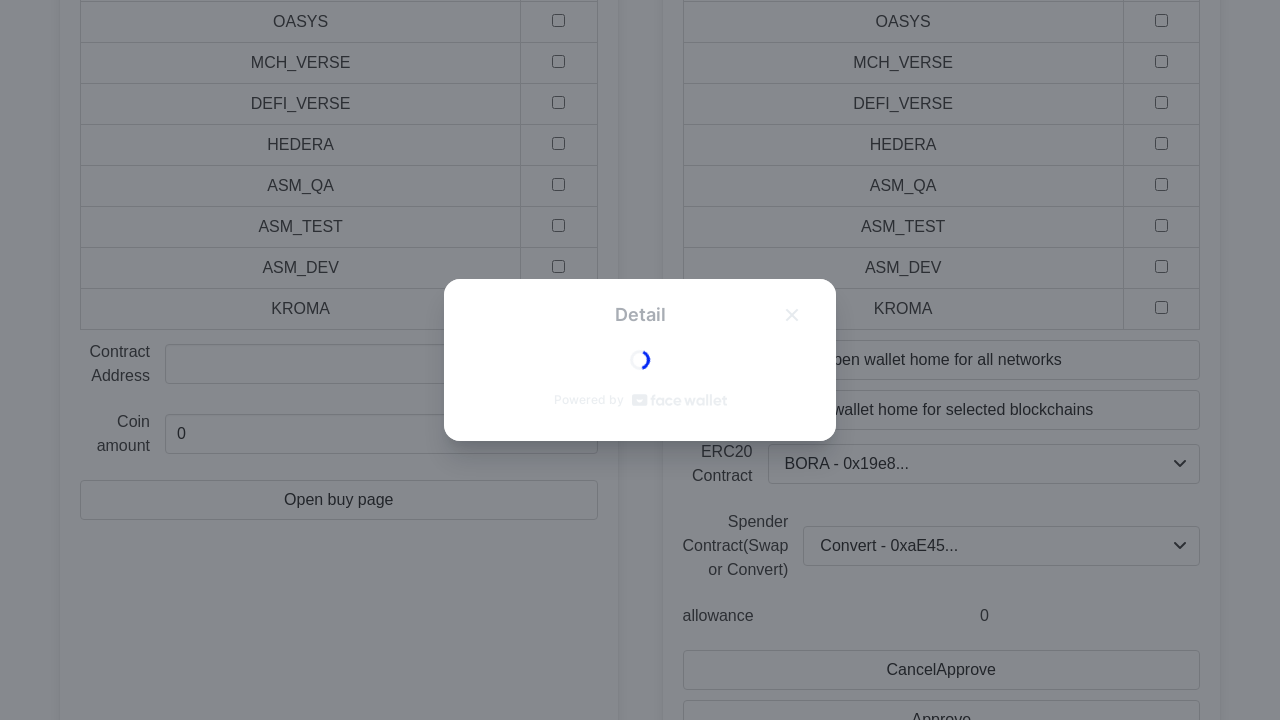 OASYS
MCH_VERSE
DEFI_VERSE
HEDERA
ASM_QA
ASM_TEST
ASM_DEV
KROMA
Contract
Address
Coin
amount
0
Open buy page
OASYS
MCH_VERSE
DEFI_VERSE
HEDERA
ASM_QA
ASM_TEST
ASM_DEV
KROMA
pen wallet home for all networks
wallet home for selected blockchains
ERC20
Contract
BORA - 0x19e8...
Spender
Contract(Swap
or Convert)
Convert - 0xaE45...
allowance
0
CancelApprove
Approve
Detail
Powered by face wallet